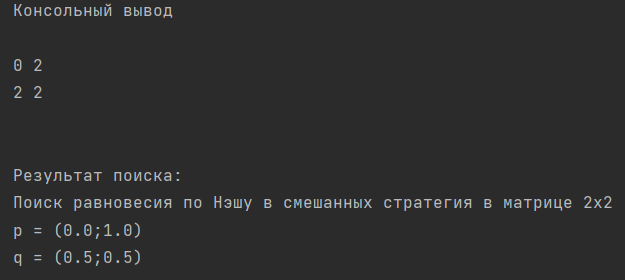 Консольный вывод
0 2
2 2
Результат поиска:
Поиск равновесия по Нэшу в смешанных стратегия в матрице 2x2
p = (0.0;1.0)
q = (0.5;0.5)